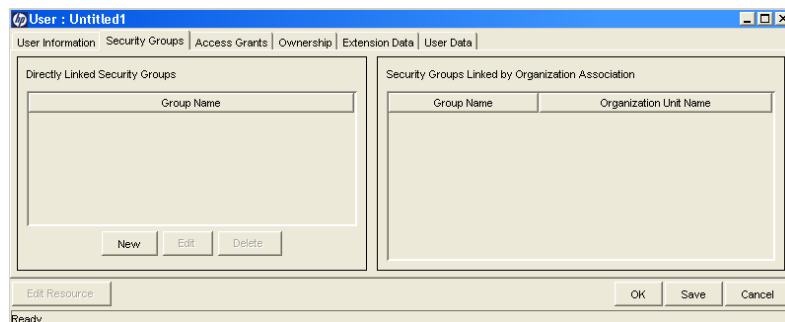 hp User : Untitled1
User Information Security Groups Access Grants Ownership Extension Data User Data
Directly Linked Security Groups
Group Name
New Edit Delete
Security Groups Linked by Organization Association
Group Name Organization Unit Name
Edit Resource OK Save Cancel
Ready